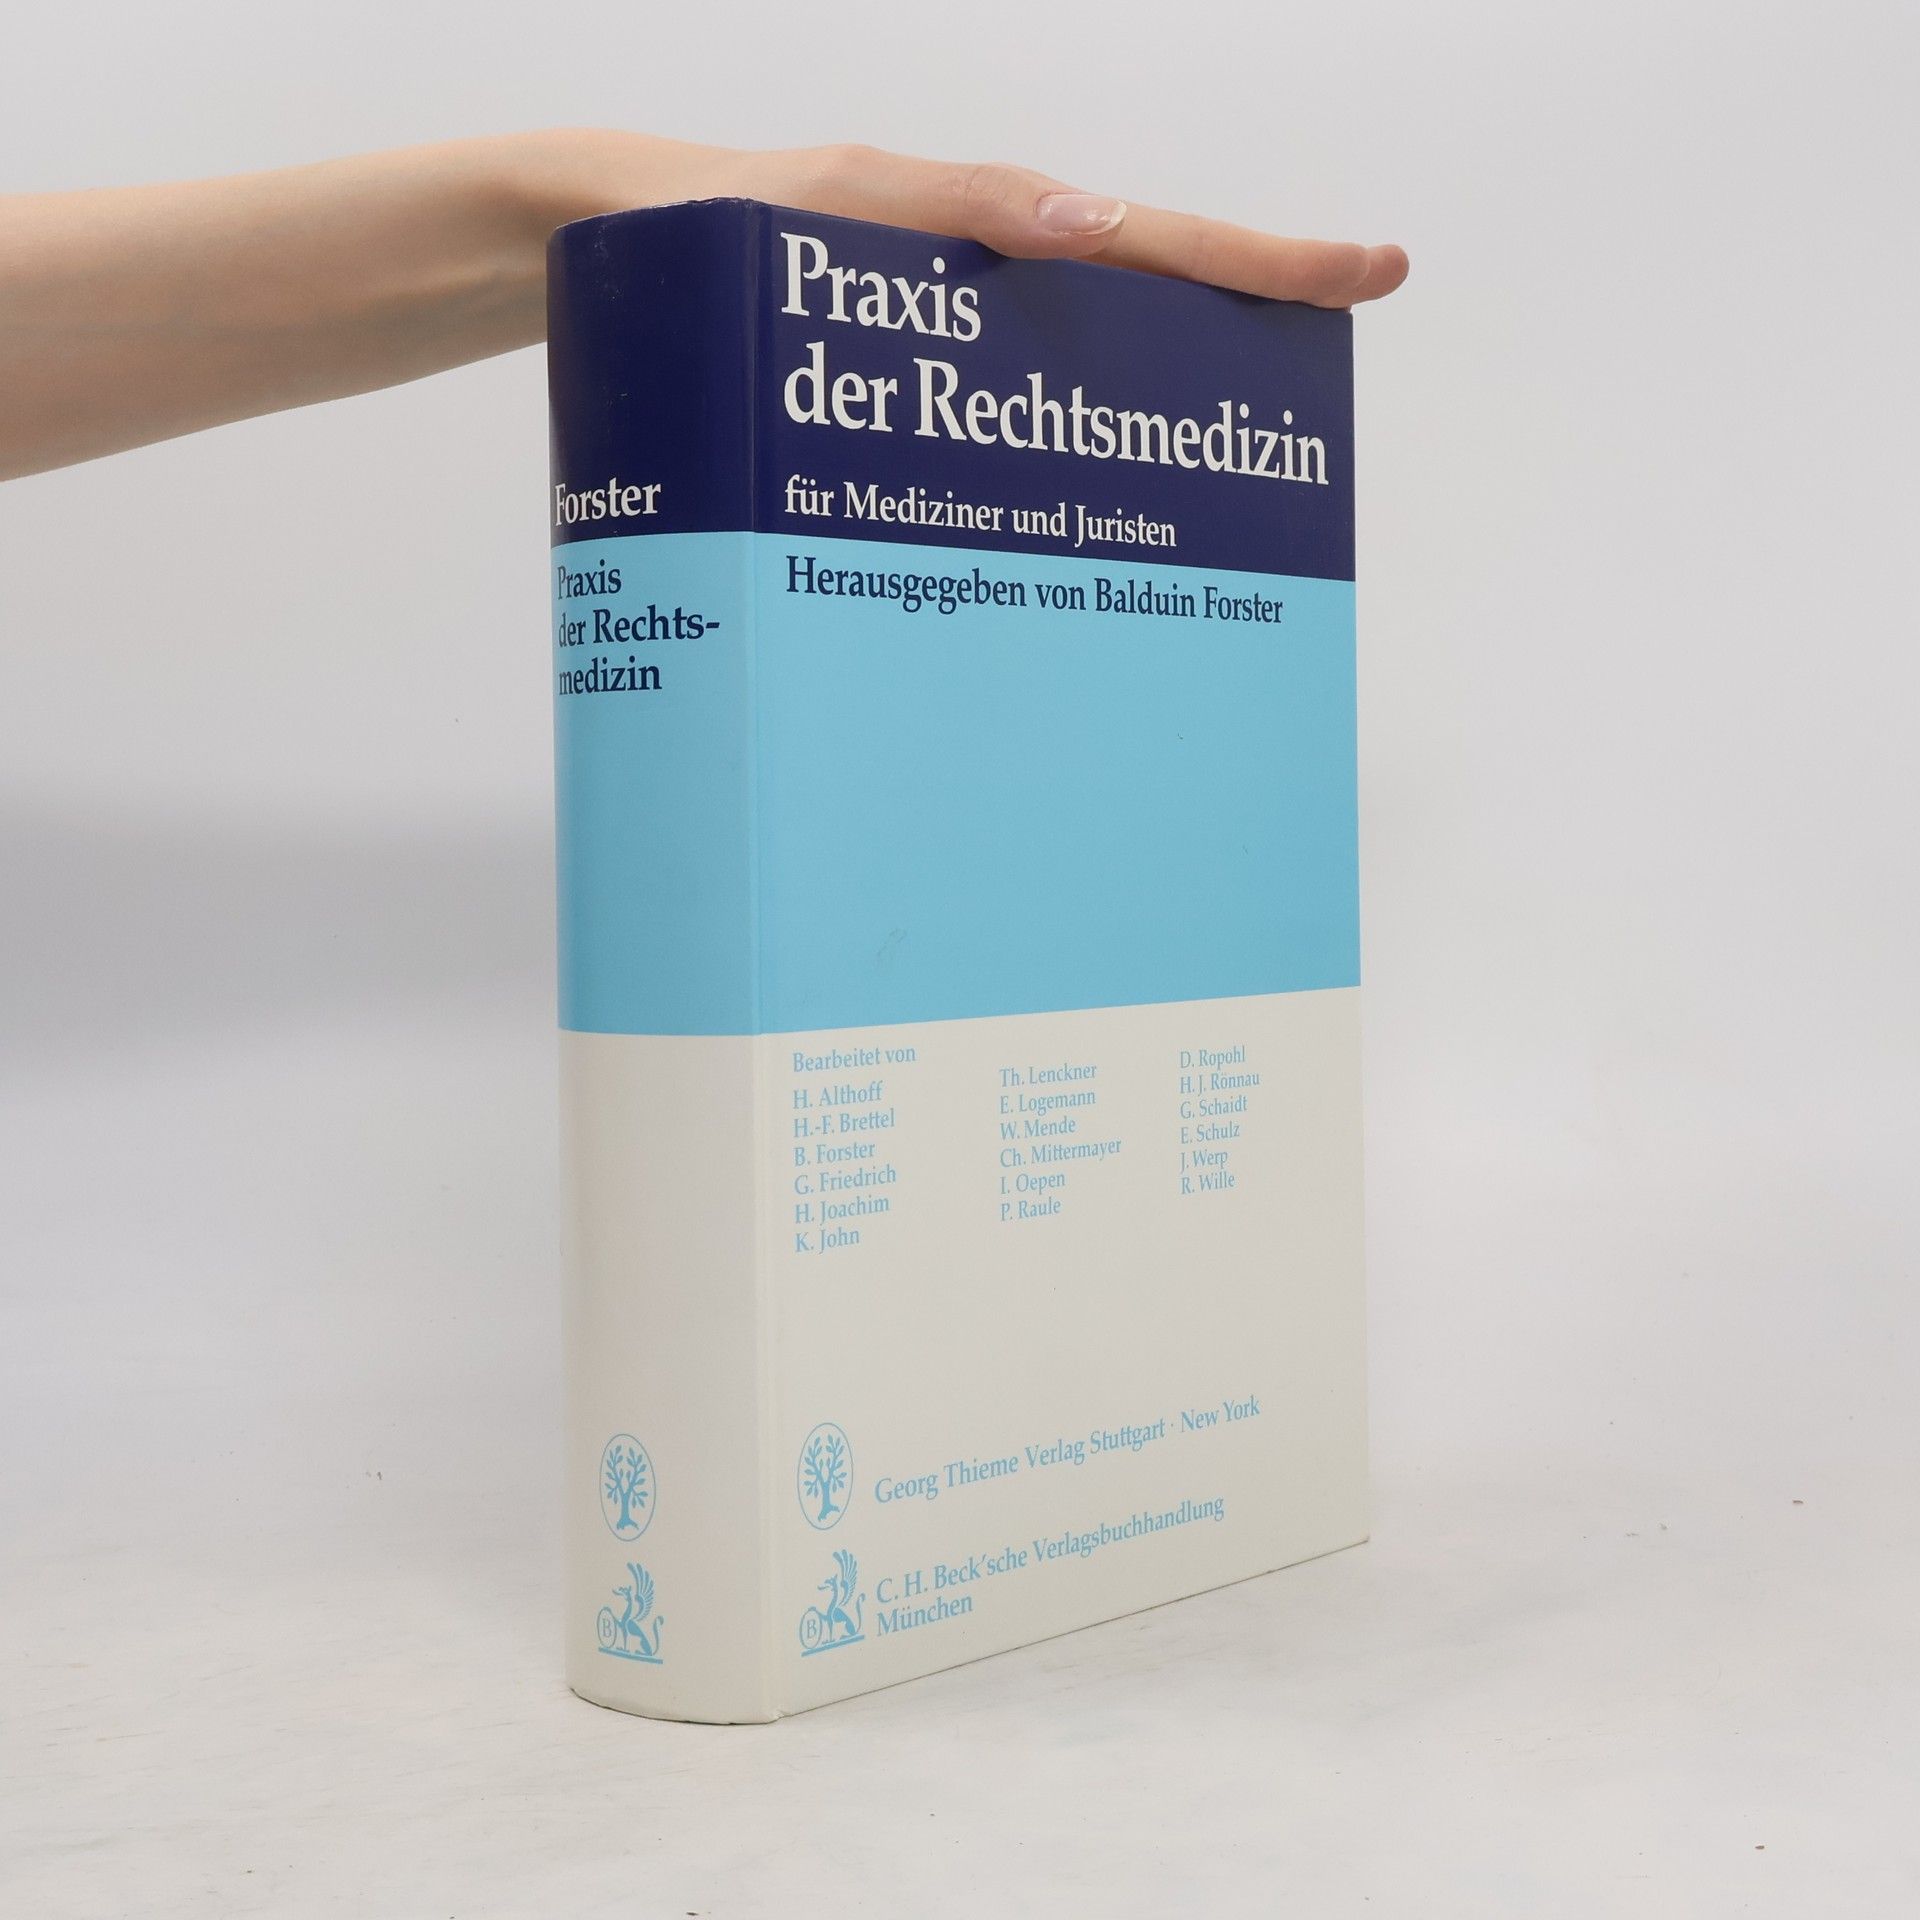 Forster
Praxis
der Rechts-
medizin
B
Praxis
der Rechtsmedizin
für Mediziner und Juristen
Herausgegeben von Balduin Forster
Bearbeitet von
H. Althoff
H.-F. Brettel
B. Forster
G. Friedrich
H. Joachim
K. John
Th. Lenckner
E. Logemann
W. Mende
Ch. Mittermayer
I. Oepen
P. Raule
D. Ropohl
H. J. Rönnau
G. Schaidt
E. Schulz
J. Werp
R. Wille
Georg Thieme Verlag Stuttgart · New York
B
C. H. Beck'sche Verlagsbuchhandlung
München